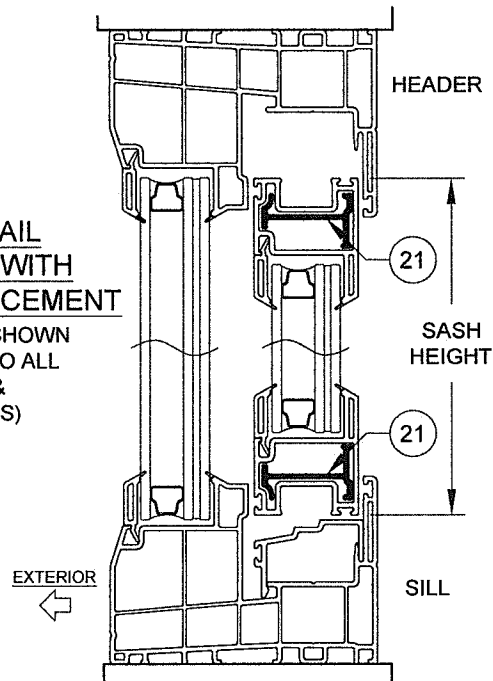 HEADER
AIL
WITH
CEMENT
SHOWN
O ALL
&
S)
21
SASH
HEIGHT
21
EXTERIOR
SILL